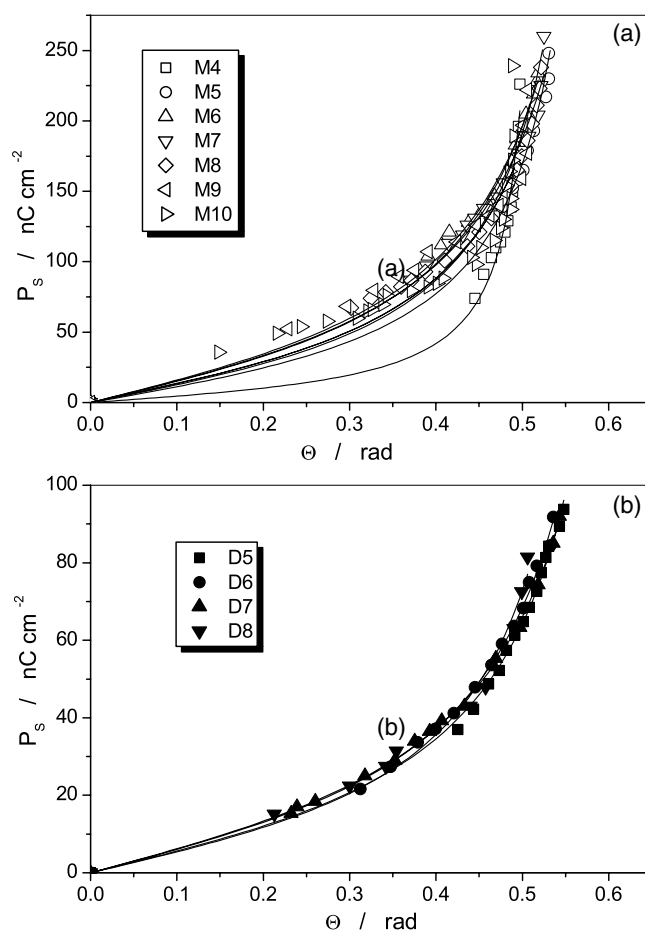 (a)
M4
M5
M6
M7
M8
M9
M10
250
200
150
100
50
0
P_S / nC cm^-2
(a)
0.0 0.1 0.2 0.3 0.4 0.5 0.6
Θ / rad
(b)
D5
D6
D7
D8
100
80
60
40
20
0
P_S / nC cm^-2
(b)
0.0 0.1 0.2 0.3 0.4 0.5 0.6
Θ / rad